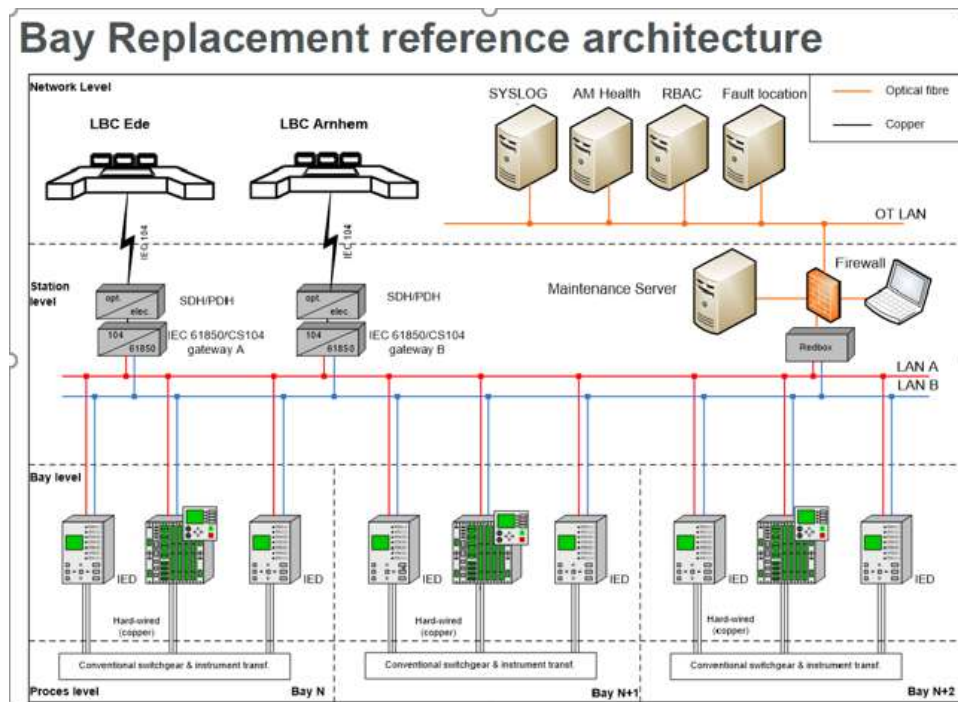 Bay Replacement reference architecture
Network Level
LBC Ede
LBC Arnhem
SYSLOG
AM Health
RBAC
Fault location
Optical fibre
Copper
IEC 104
IEC 104
OT LAN
Station
level
opt.
elec.
SDH/PDH
104
61850
IEC 61850/CS104
gateway A
opt.
elec.
SDH/PDH
104
61850
IEC 61850/CS104
gateway B
Maintenance Server
Firewall
Redbox
LAN A
LAN B
Bay level
IED
IED
IED
IED
IED
IED
Hard-wired
(copper)
Hard-wired
(copper)
Hard-wired
(copper)
Conventional switchgear & instrument transf.
Conventional switchgear & instrument transf.
Conventional switchgear & instrument transf.
Proces level
Bay N
Bay N+1
Bay N+2